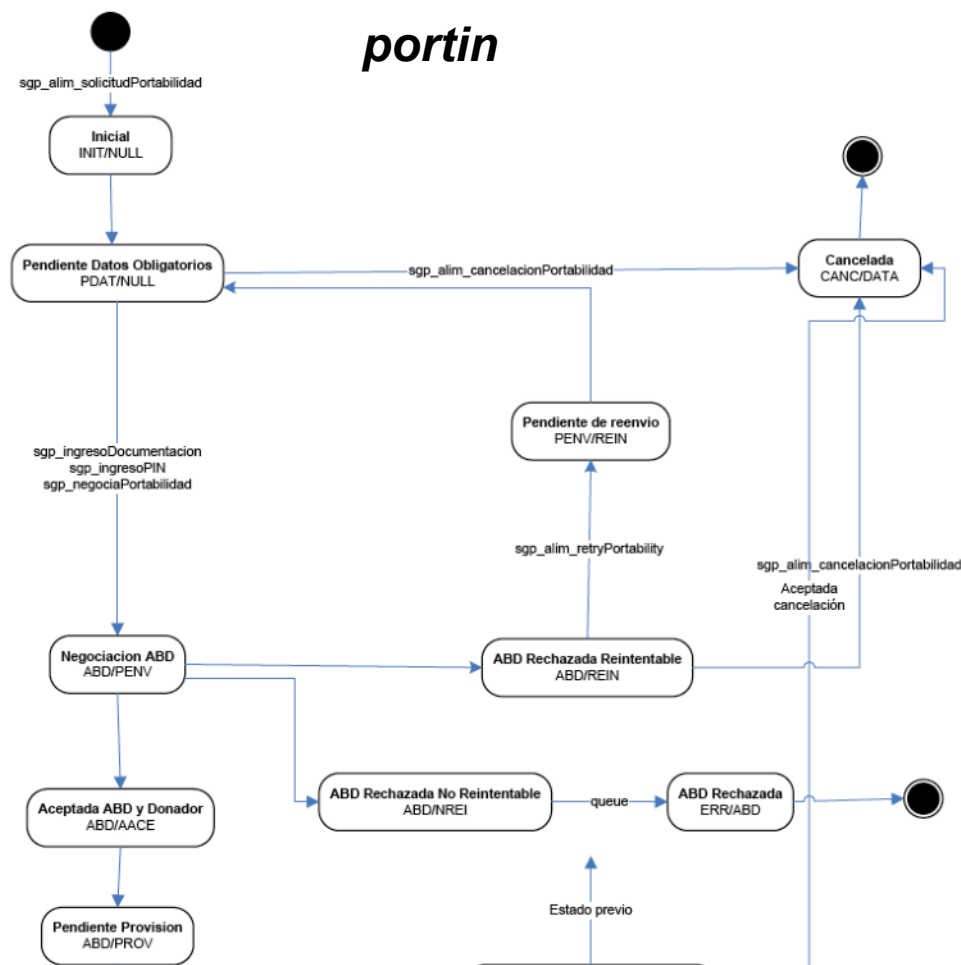 portin
sgp_alim_solicitudPortabilidad
Inicial
INIT/NULL
Pendiente Datos Obligatorios
PDAT/NULL
sgp_alim_cancelacionPortabilidad
Cancelada
CANC/DATA
Pendiente de reenvio
PENV/REIN
sgp_ingresoDocumentacion
sgp_ingresoPIN
sgp_negociaPortabilidad
sgp_alim_retryPortability
sgp_alim_cancelacionPortabilidad
Aceptada
cancelación
Negociacion ABD
ABD/PENV
ABD Rechazada Reintentable
ABD/REIN
Aceptada ABD y Donador
ABD/AACE
ABD Rechazada No Reintentable
ABD/NREI
queue
ABD Rechazada
ERR/ABD
Estado previo
Pendiente Provision
ABD/PROV